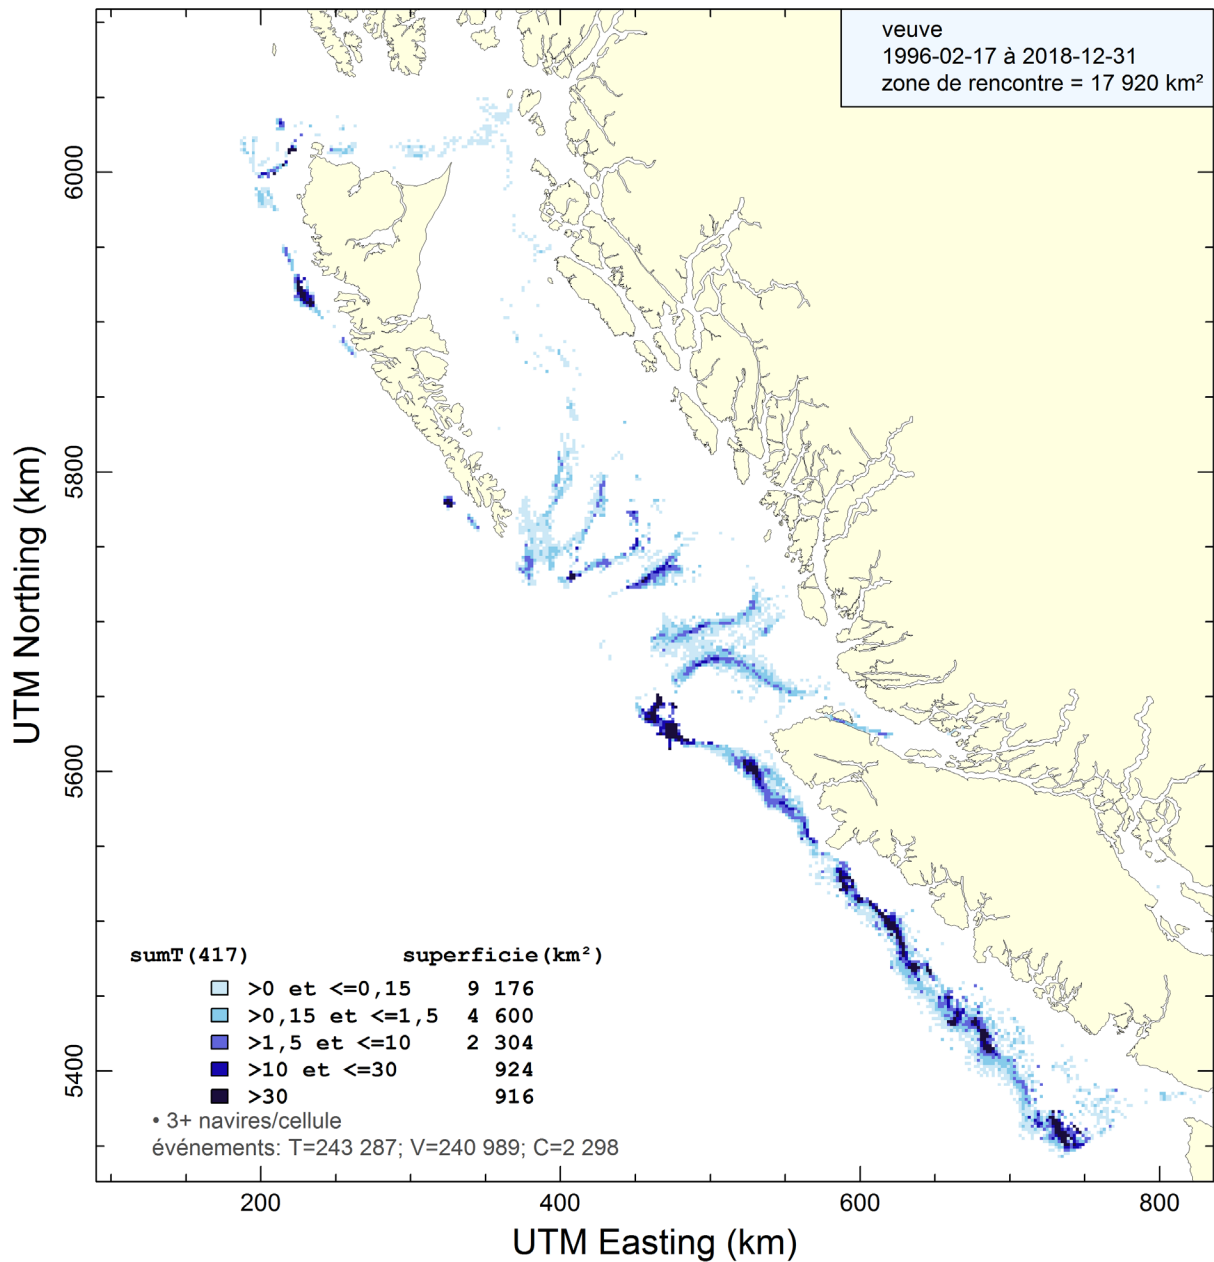 veuve
1996-02-17 à 2018-12-31
zone de rencontre = 17 920 km²
6000
5800
5600
5400
UTM Northing (km)
sumT(417) superficie(km²)
>0 et <=0,15 9 176
>0,15 et <=1,5 4 600
>1,5 et <=10 2 304
>10 et <=30 924
>30 916
• 3+ navires/cellule
événements: T=243 287; V=240 989; C=2 298
200 400 600 800
UTM Easting (km)